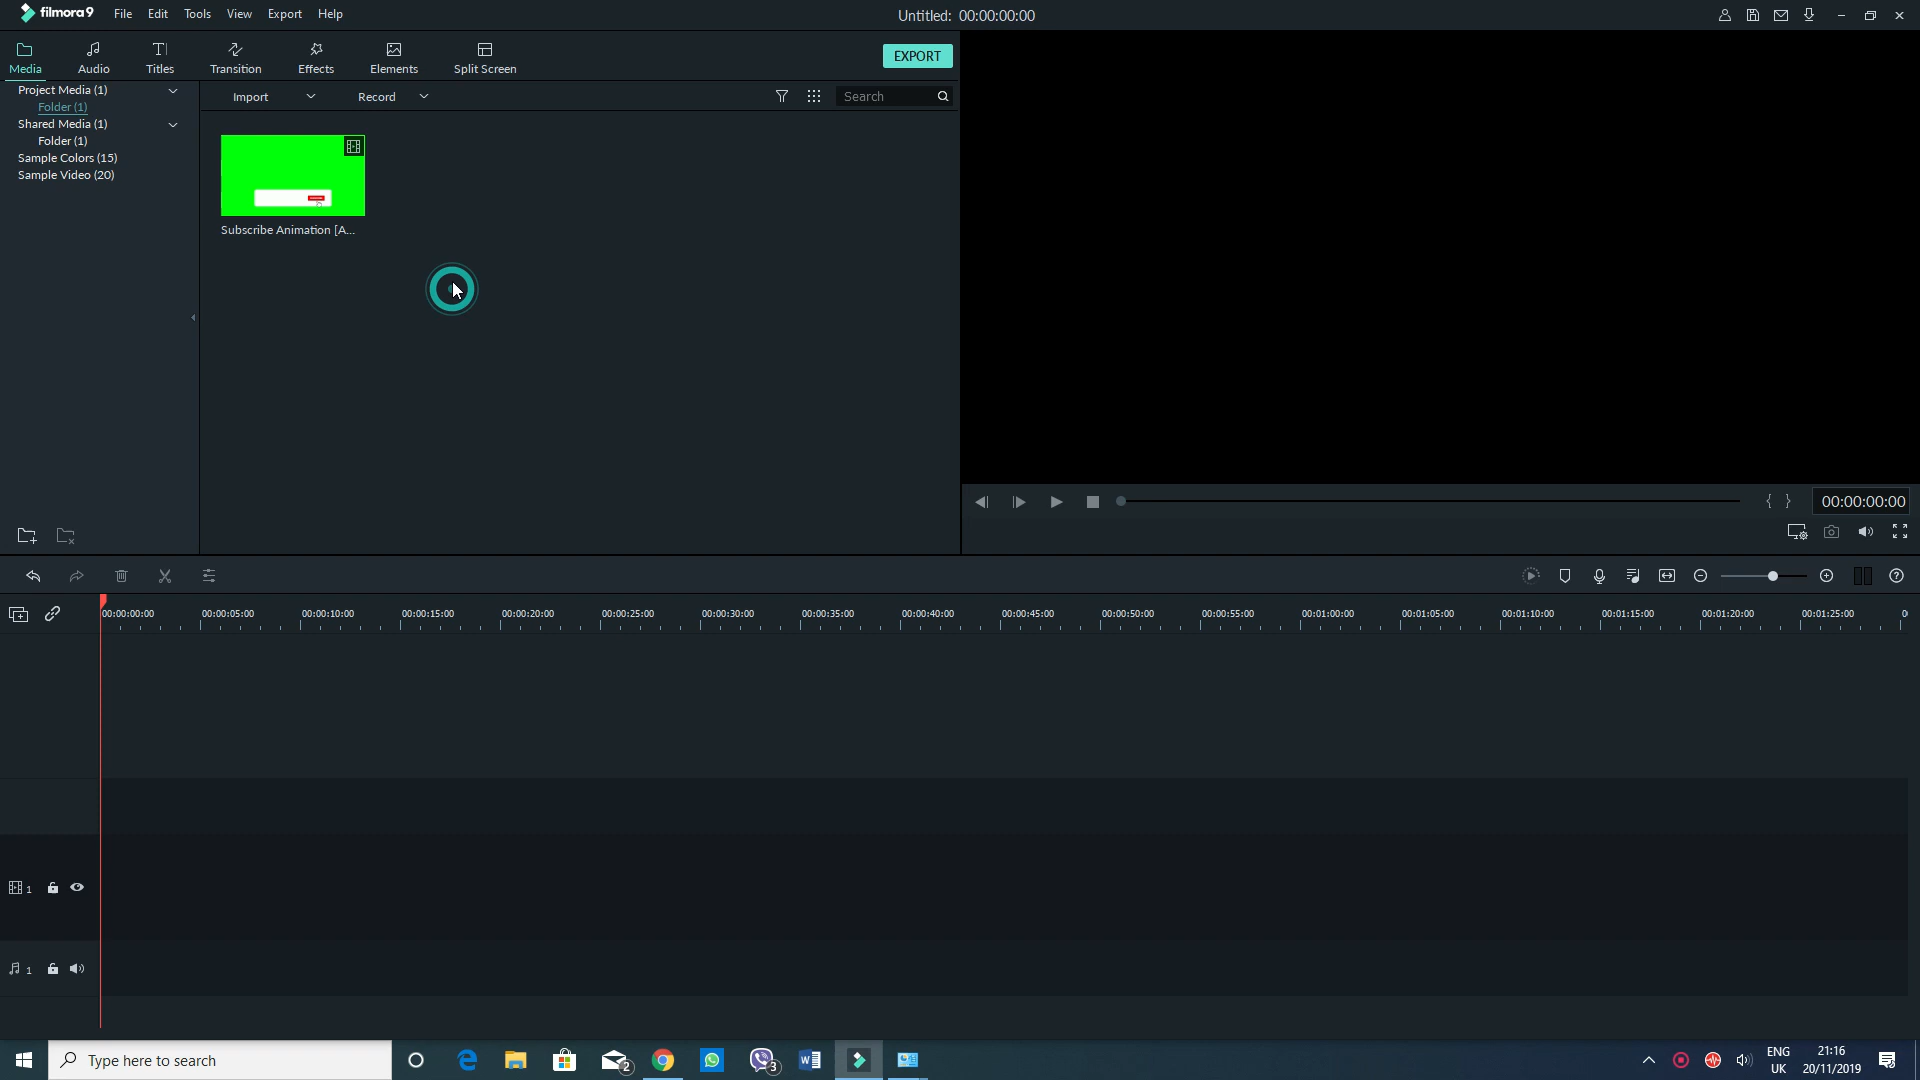 filmora9 File Edit Tools View Export Help Untitled: 00:00:00:00
Media Audio Titles Transition Effects Elements Split Screen EXPORT
Project Media (1)
Folder (1)
Shared Media (1)
Folder (1)
Sample Colors (15)
Sample Video (20)
Import Record Search
Subscribe Animation [A...
00:00:00:00
00:00:00:00 00:00:05:00 00:00:10:00 00:00:15:00 00:00:20:00 00:00:25:00 00:00:30:00 00:00:35:00 00:00:40:00 00:00:45:00 00:00:50:00 00:00:55:00 00:01:00:00 00:01:05:00 00:01:10:00 00:01:15:00 00:01:20:00 00:01:25:00
1
1
Type here to search 2 3 W
ENG 21:16
UK 20/11/2019